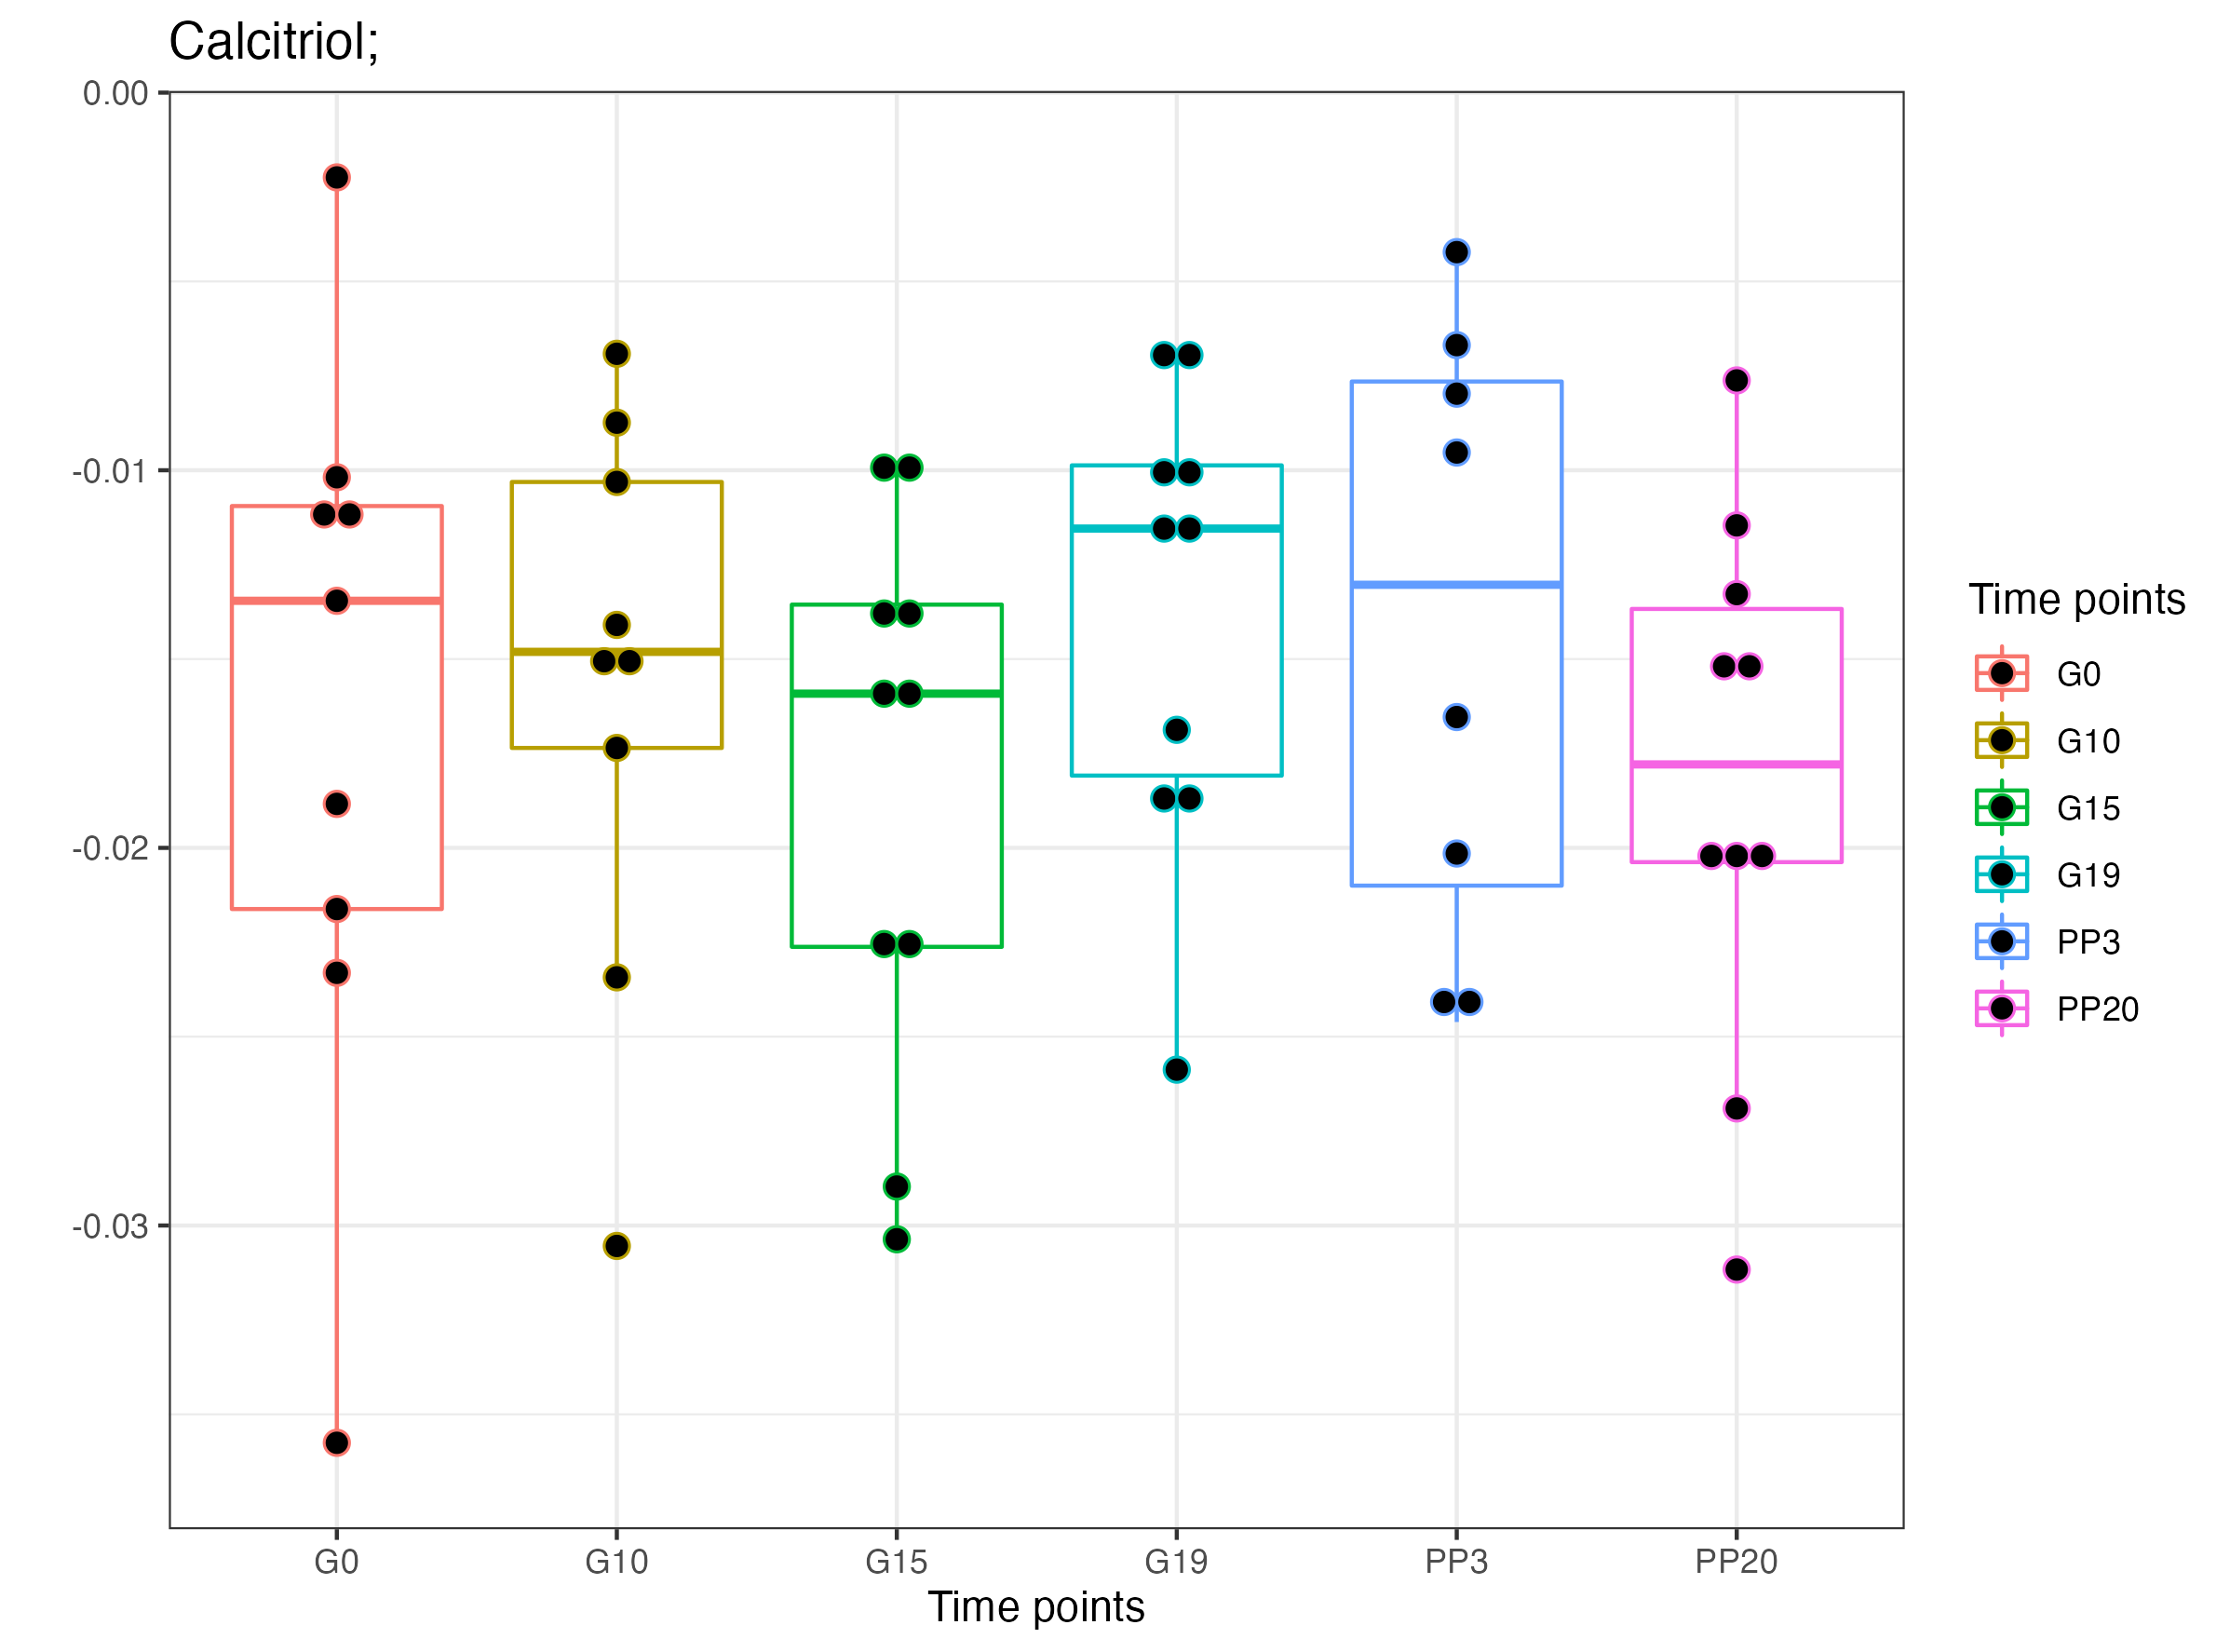 Calcitriol;
0.00
-0.01
-0.02
-0.03
G0 G10 G15 G19 PP3 PP20
Time points
Time points
G0
G10
G15
G19
PP3
PP20